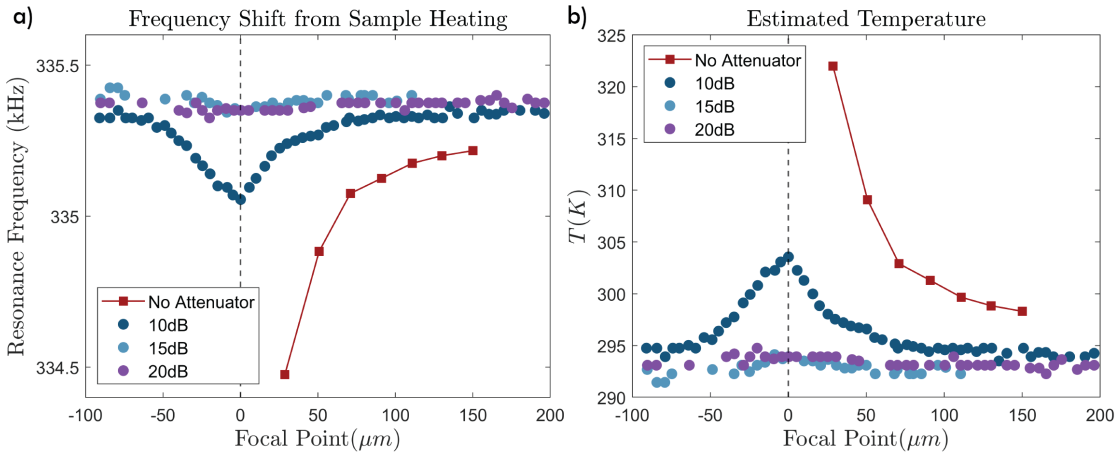 a)
Frequency Shift from Sample Heating
Resonance Frequency (kHz)
335.5
335
334.5
No Attenuator
10dB
15dB
20dB
-100 -50 0 50 100 150 200
Focal Point(μm)
b)
Estimated Temperature
T(K)
325
320
315
310
305
300
295
290
No Attenuator
10dB
15dB
20dB
-100 -50 0 50 100 150 200
Focal Point(μm)